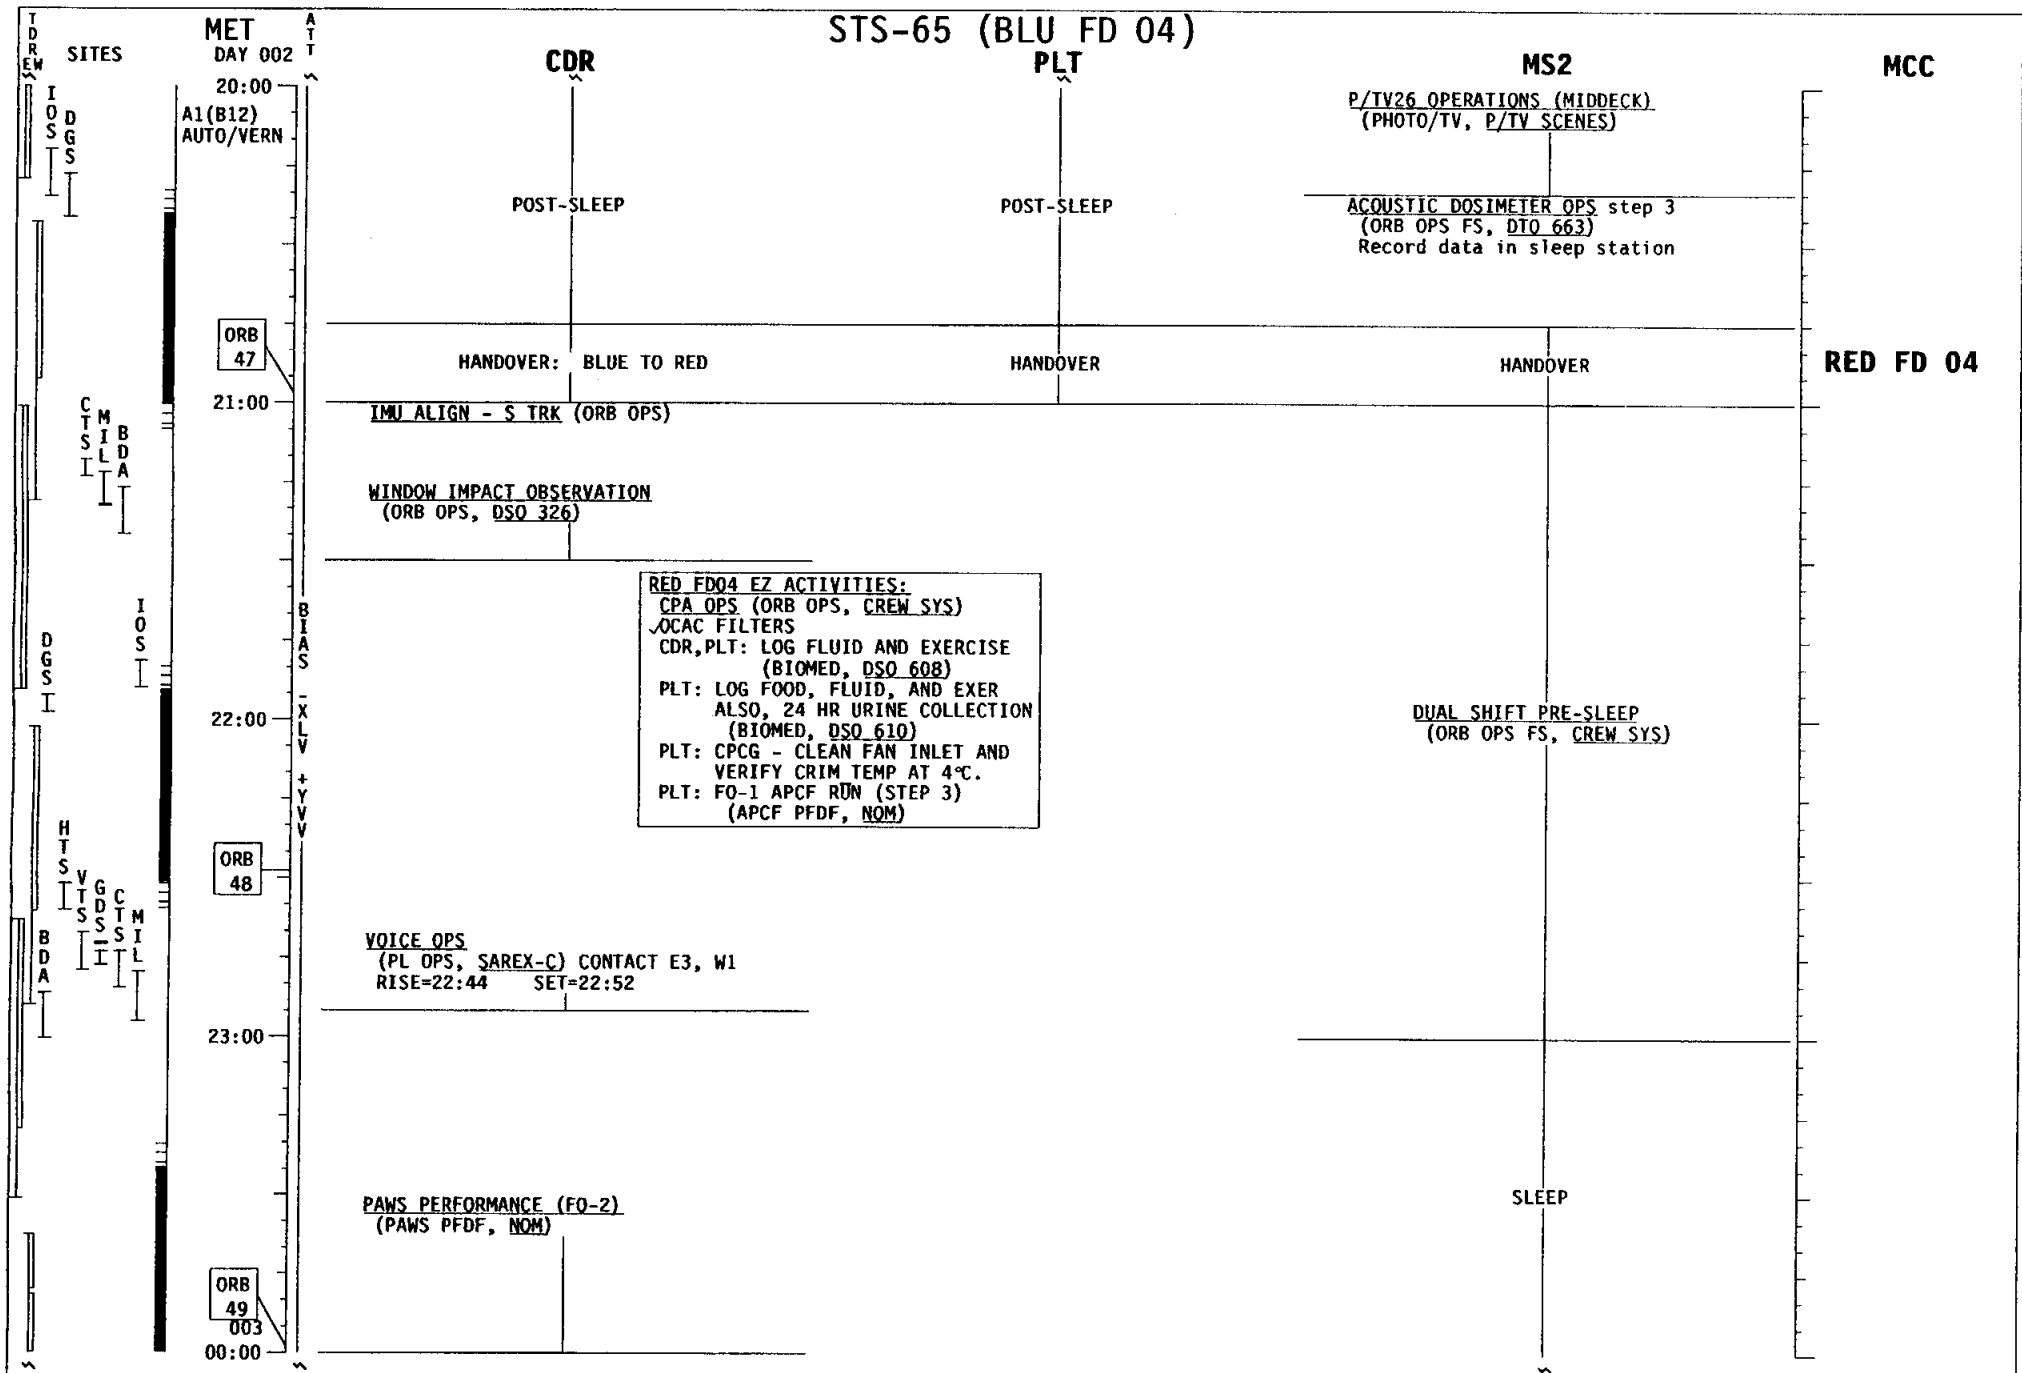 STS-65 (BLU FD 04)
TDRE W
SITES
MET
DAY 002
ATT
CDR
PLT
MS2
MCC
20:00
IOS
DGS
A1(B12)
AUTO/VERN
P/TV26 OPERATIONS (MIDDECK)
(PHOTO/TV, P/TV SCENES)
POST-SLEEP
POST-SLEEP
ACOUSTIC DOSIMETER OPS step 3
(ORB OPS FS, DTO 663)
Record data in sleep station
ORB
47
HANDOVER: BLUE TO RED
HANDOVER
HANDOVER
RED FD 04
21:00
CTS
MIL
BDA
IMU ALIGN - S TRK (ORB OPS)
WINDOW IMPACT OBSERVATION
(ORB OPS, DSO 326)
RED FD04 EZ ACTIVITIES:
CPA OPS (ORB OPS, CREW SYS)
√OCAC FILTERS
CDR,PLT: LOG FLUID AND EXERCISE
(BIOMED, DSO 608)
PLT: LOG FOOD, FLUID, AND EXER
ALSO, 24 HR URINE COLLECTION
(BIOMED, DSO 610)
PLT: CPCG - CLEAN FAN INLET AND
VERIFY CRIM TEMP AT 4°C.
PLT: FO-1 APCF RUN (STEP 3)
(APCF PFDF, NOM)
IOS
DGS
BIAS -XLV +YVV
22:00
DUAL SHIFT PRE-SLEEP
(ORB OPS FS, CREW SYS)
HTS
VTS
GDS
CTS
MIL
BDA
ORB
48
VOICE OPS
(PL OPS, SAREX-C) CONTACT E3, W1
RISE=22:44 SET=22:52
23:00
PAWS PERFORMANCE (FO-2)
(PAWS PFDF, NOM)
SLEEP
ORB
49
003
00:00